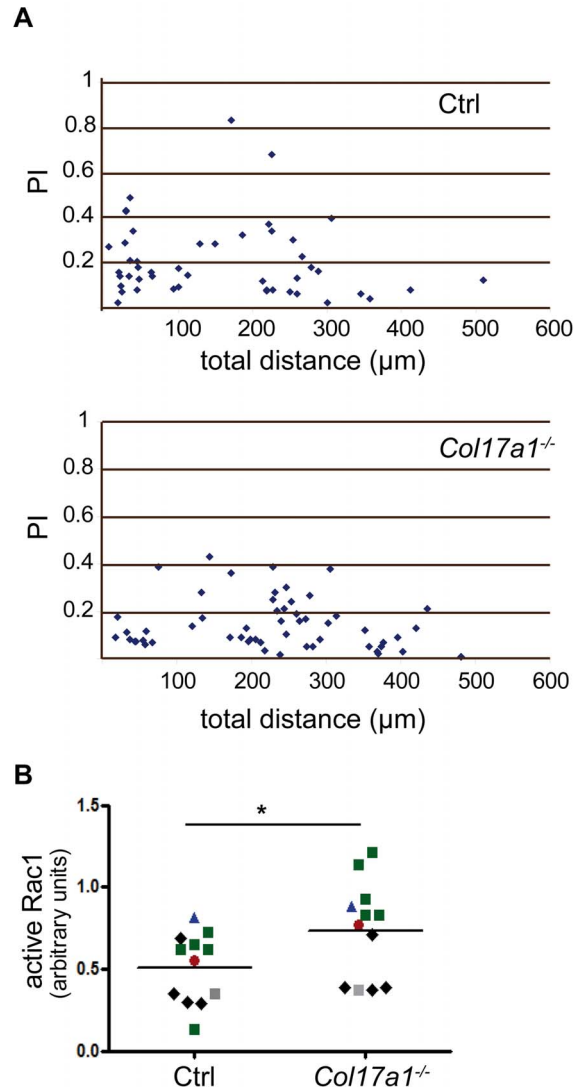 A
1
Ctrl
0.8
0.6
PI
0.4
0.2
100 200 300 400 500 600
total distance (µm)
1
Col17a1-/-
0.8
0.6
PI
0.4
0.2
100 200 300 400 500 600
total distance (µm)
B
1.5
*
1.0
active Rac1
(arbitrary units)
0.5
0.0
Ctrl Col17a1-/-